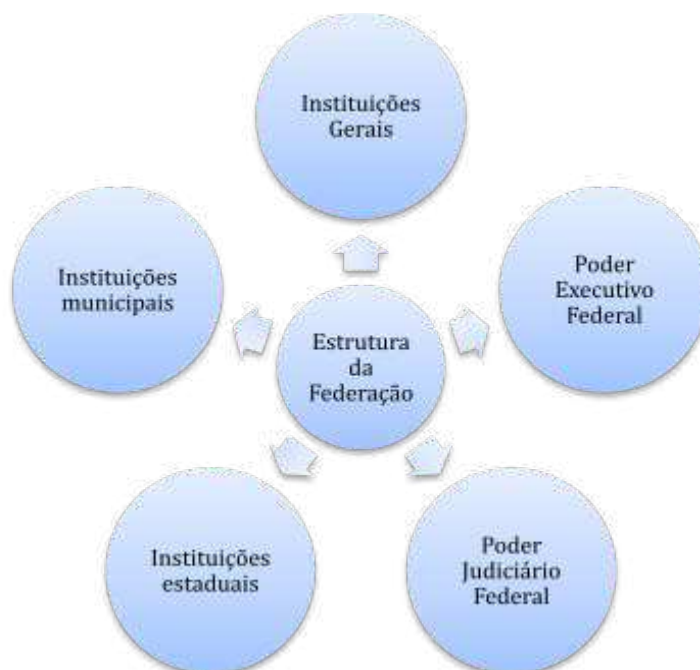 Instituições
Gerais
Poder
Executivo
Federal
Poder
Judiciário
Federal
Instituições
estaduais
Instituições
municipais
Estrutura
da
Federação